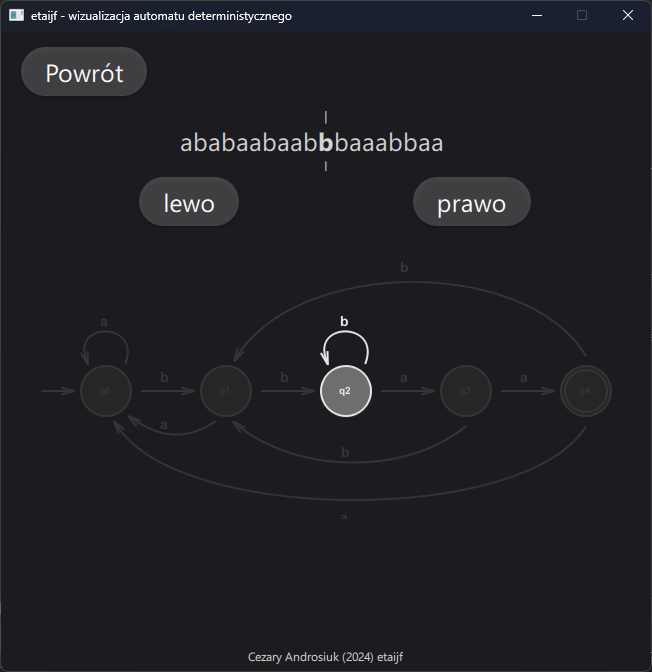 etaijf - wizualizacja automatu deterministycznego
Powrót
ababaabaabbbaaabbaa
lewo prawo
b
a b
q0 b q1 b q2 a q3 a q4
a
b
a
Cezary Androsiuk (2024) etaijf